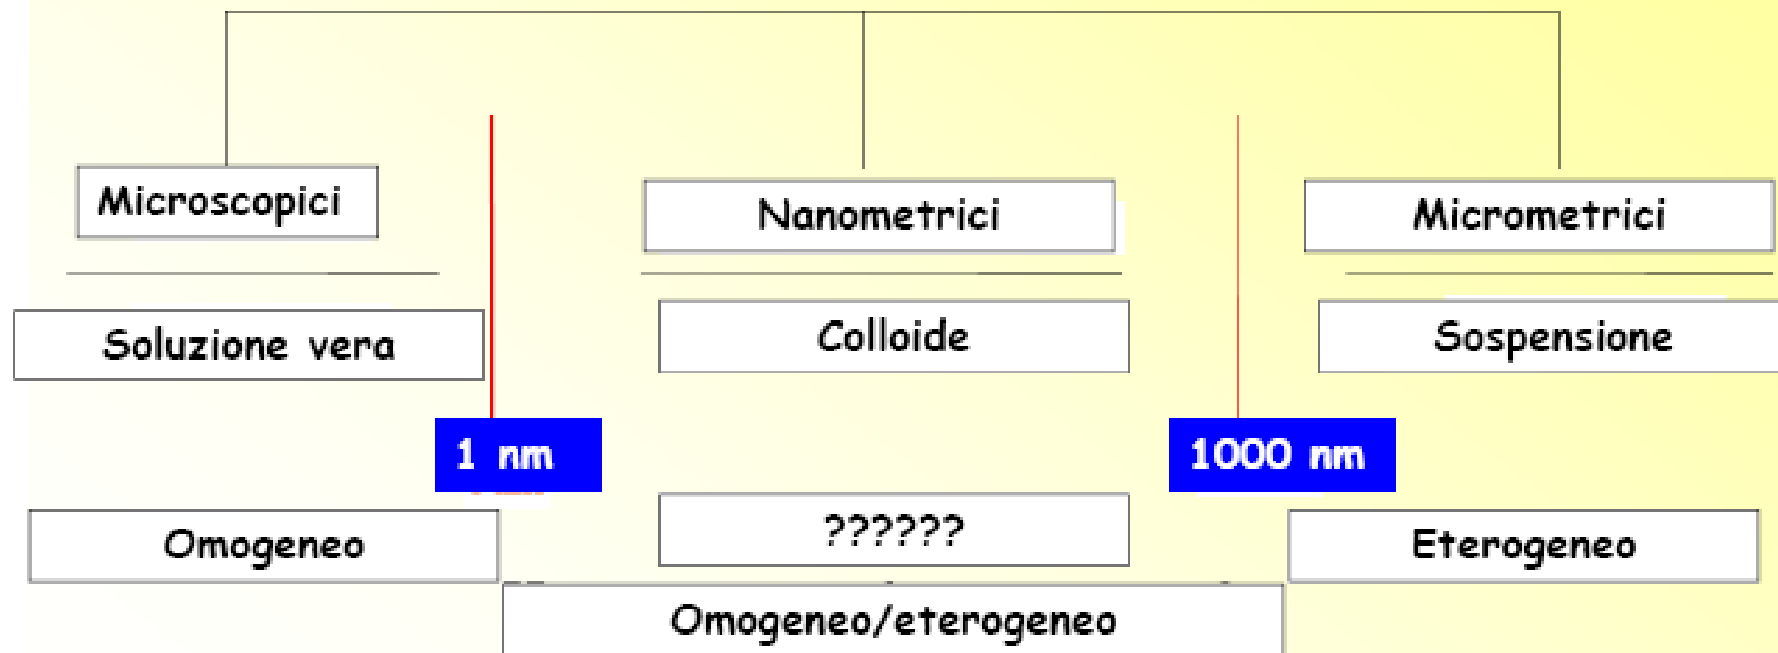 Microscopici
Nanometrici
Micrometrici
Soluzione vera
Colloide
Sospensione
1 nm
1000 nm
Omogeneo
??????
Eterogeneo
Omogeneo/eterogeneo